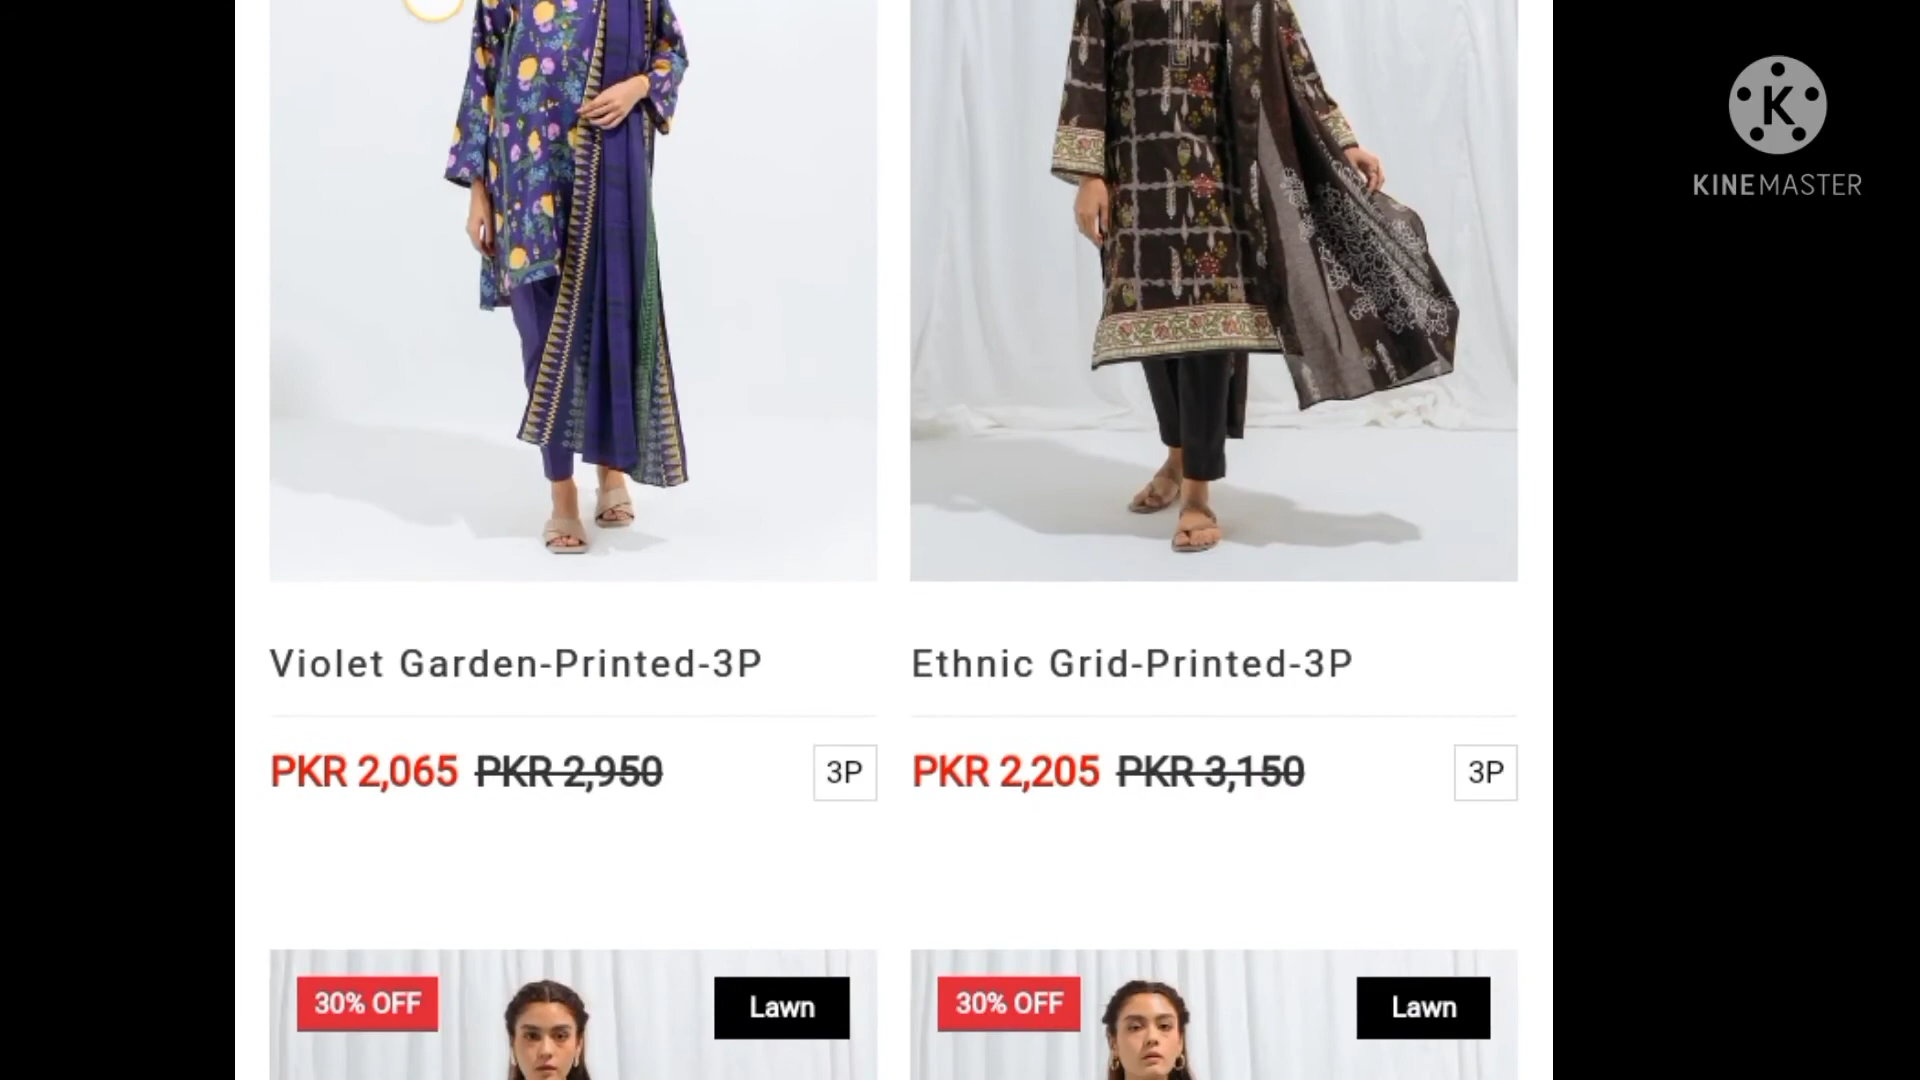 KINEMASTER
Violet Garden-Printed-3P
Ethnic Grid-Printed-3P
PKR 2,065 PKR 2,950 3P
PKR 2,205 PKR 3,150 3P
30% OFF Lawn
30% OFF Lawn